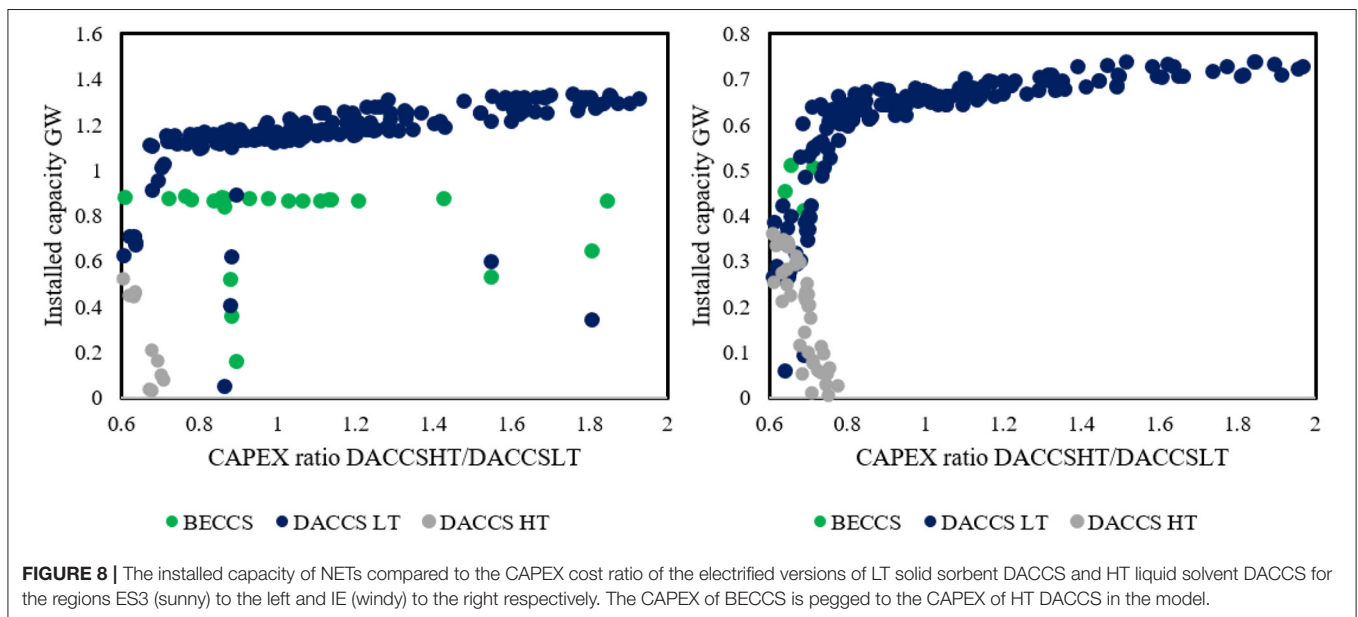 1.6
1.4
1.2
1
0.8
0.6
0.4
0.2
0
Installed capacity GW
0.6 0.8 1 1.2 1.4 1.6 1.8 2
CAPEX ratio DACCSHT/DACCSLT
BECCS DACCS LT DACCS HT
0.8
0.7
0.6
0.5
0.4
0.3
0.2
0.1
0
Installed capacity GW
0.6 0.8 1 1.2 1.4 1.6 1.8 2
CAPEX ratio DACCSHT/DACCSLT
BECCS DACCS LT DACCS HT
FIGURE 8 | The installed capacity of NETs compared to the CAPEX cost ratio of the electrified versions of LT solid sorbent DACCS and HT liquid solvent DACCS for
the regions ES3 (sunny) to the left and IE (windy) to the right respectively. The CAPEX of BECCS is pegged to the CAPEX of HT DACCS in the model.